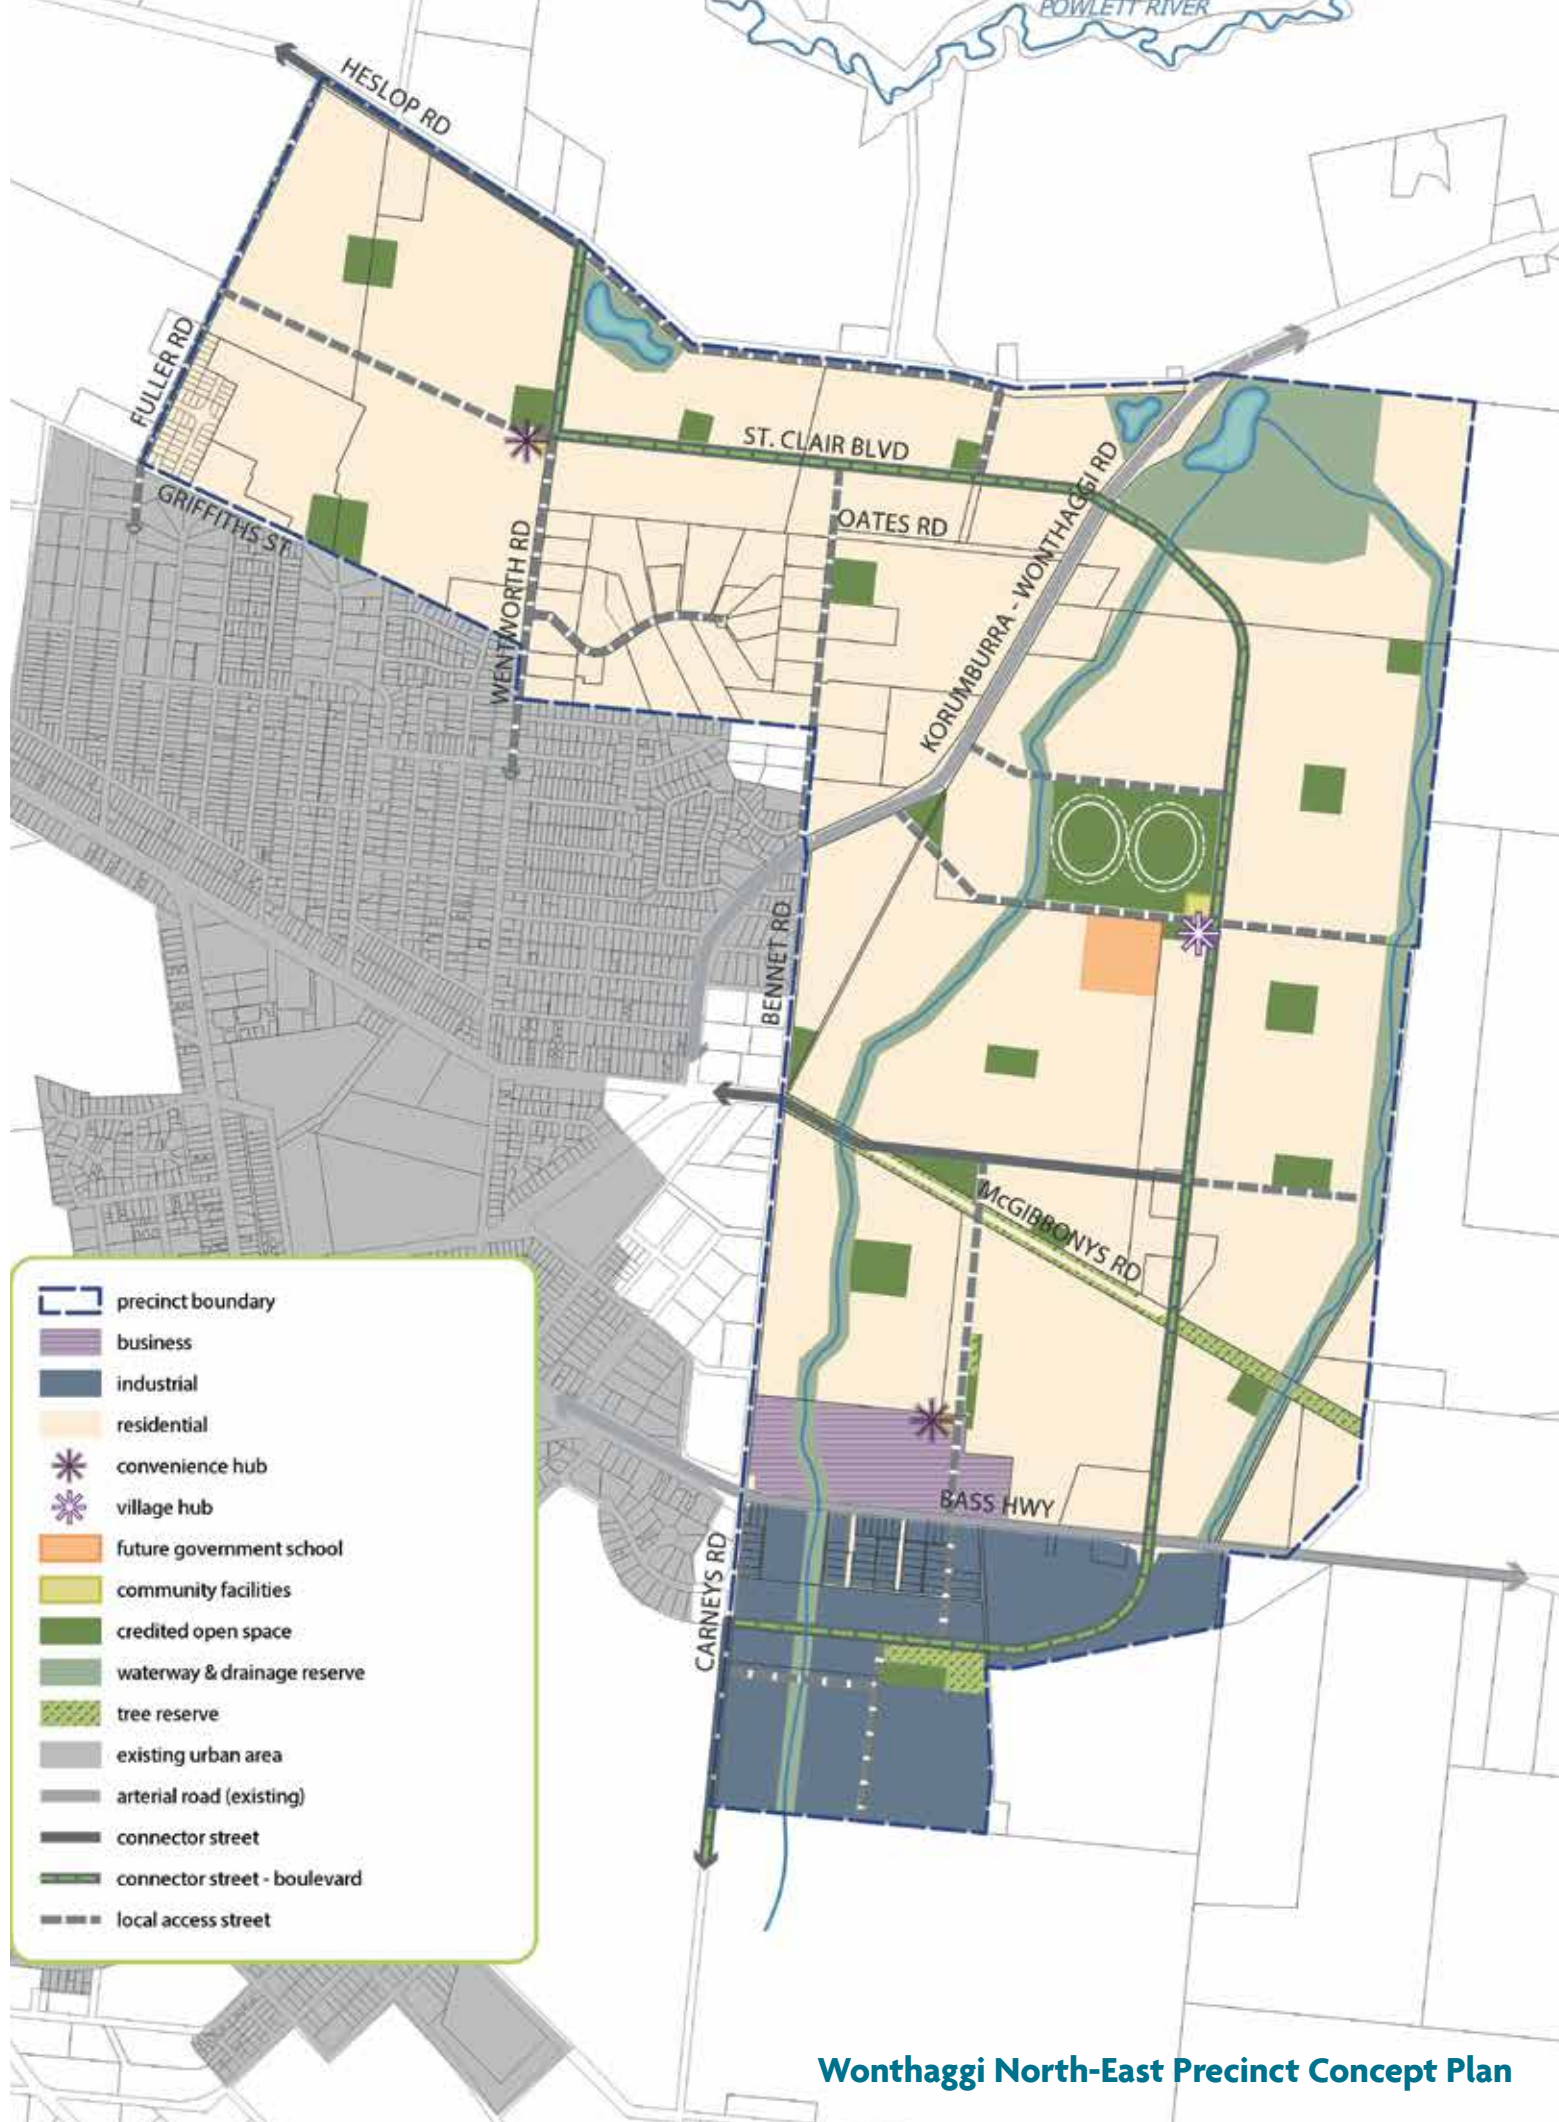 POWLETT RIVER
HESLOP RD
FULLER RD
ST. CLAIR BLVD
GRIFFITHS ST
OATES RD
WENTWORTH RD
KORUMBURRA - WONTHAGGI RD
BENNET RD
McGIBBONYS RD
BASS HWY
CARNEYS RD
precinct boundary
business
industrial
residential
convenience hub
village hub
future government school
community facilities
credited open space
waterway & drainage reserve
tree reserve
existing urban area
arterial road (existing)
connector street
connector street - boulevard
local access street
Wonthaggi North-East Precinct Concept Plan